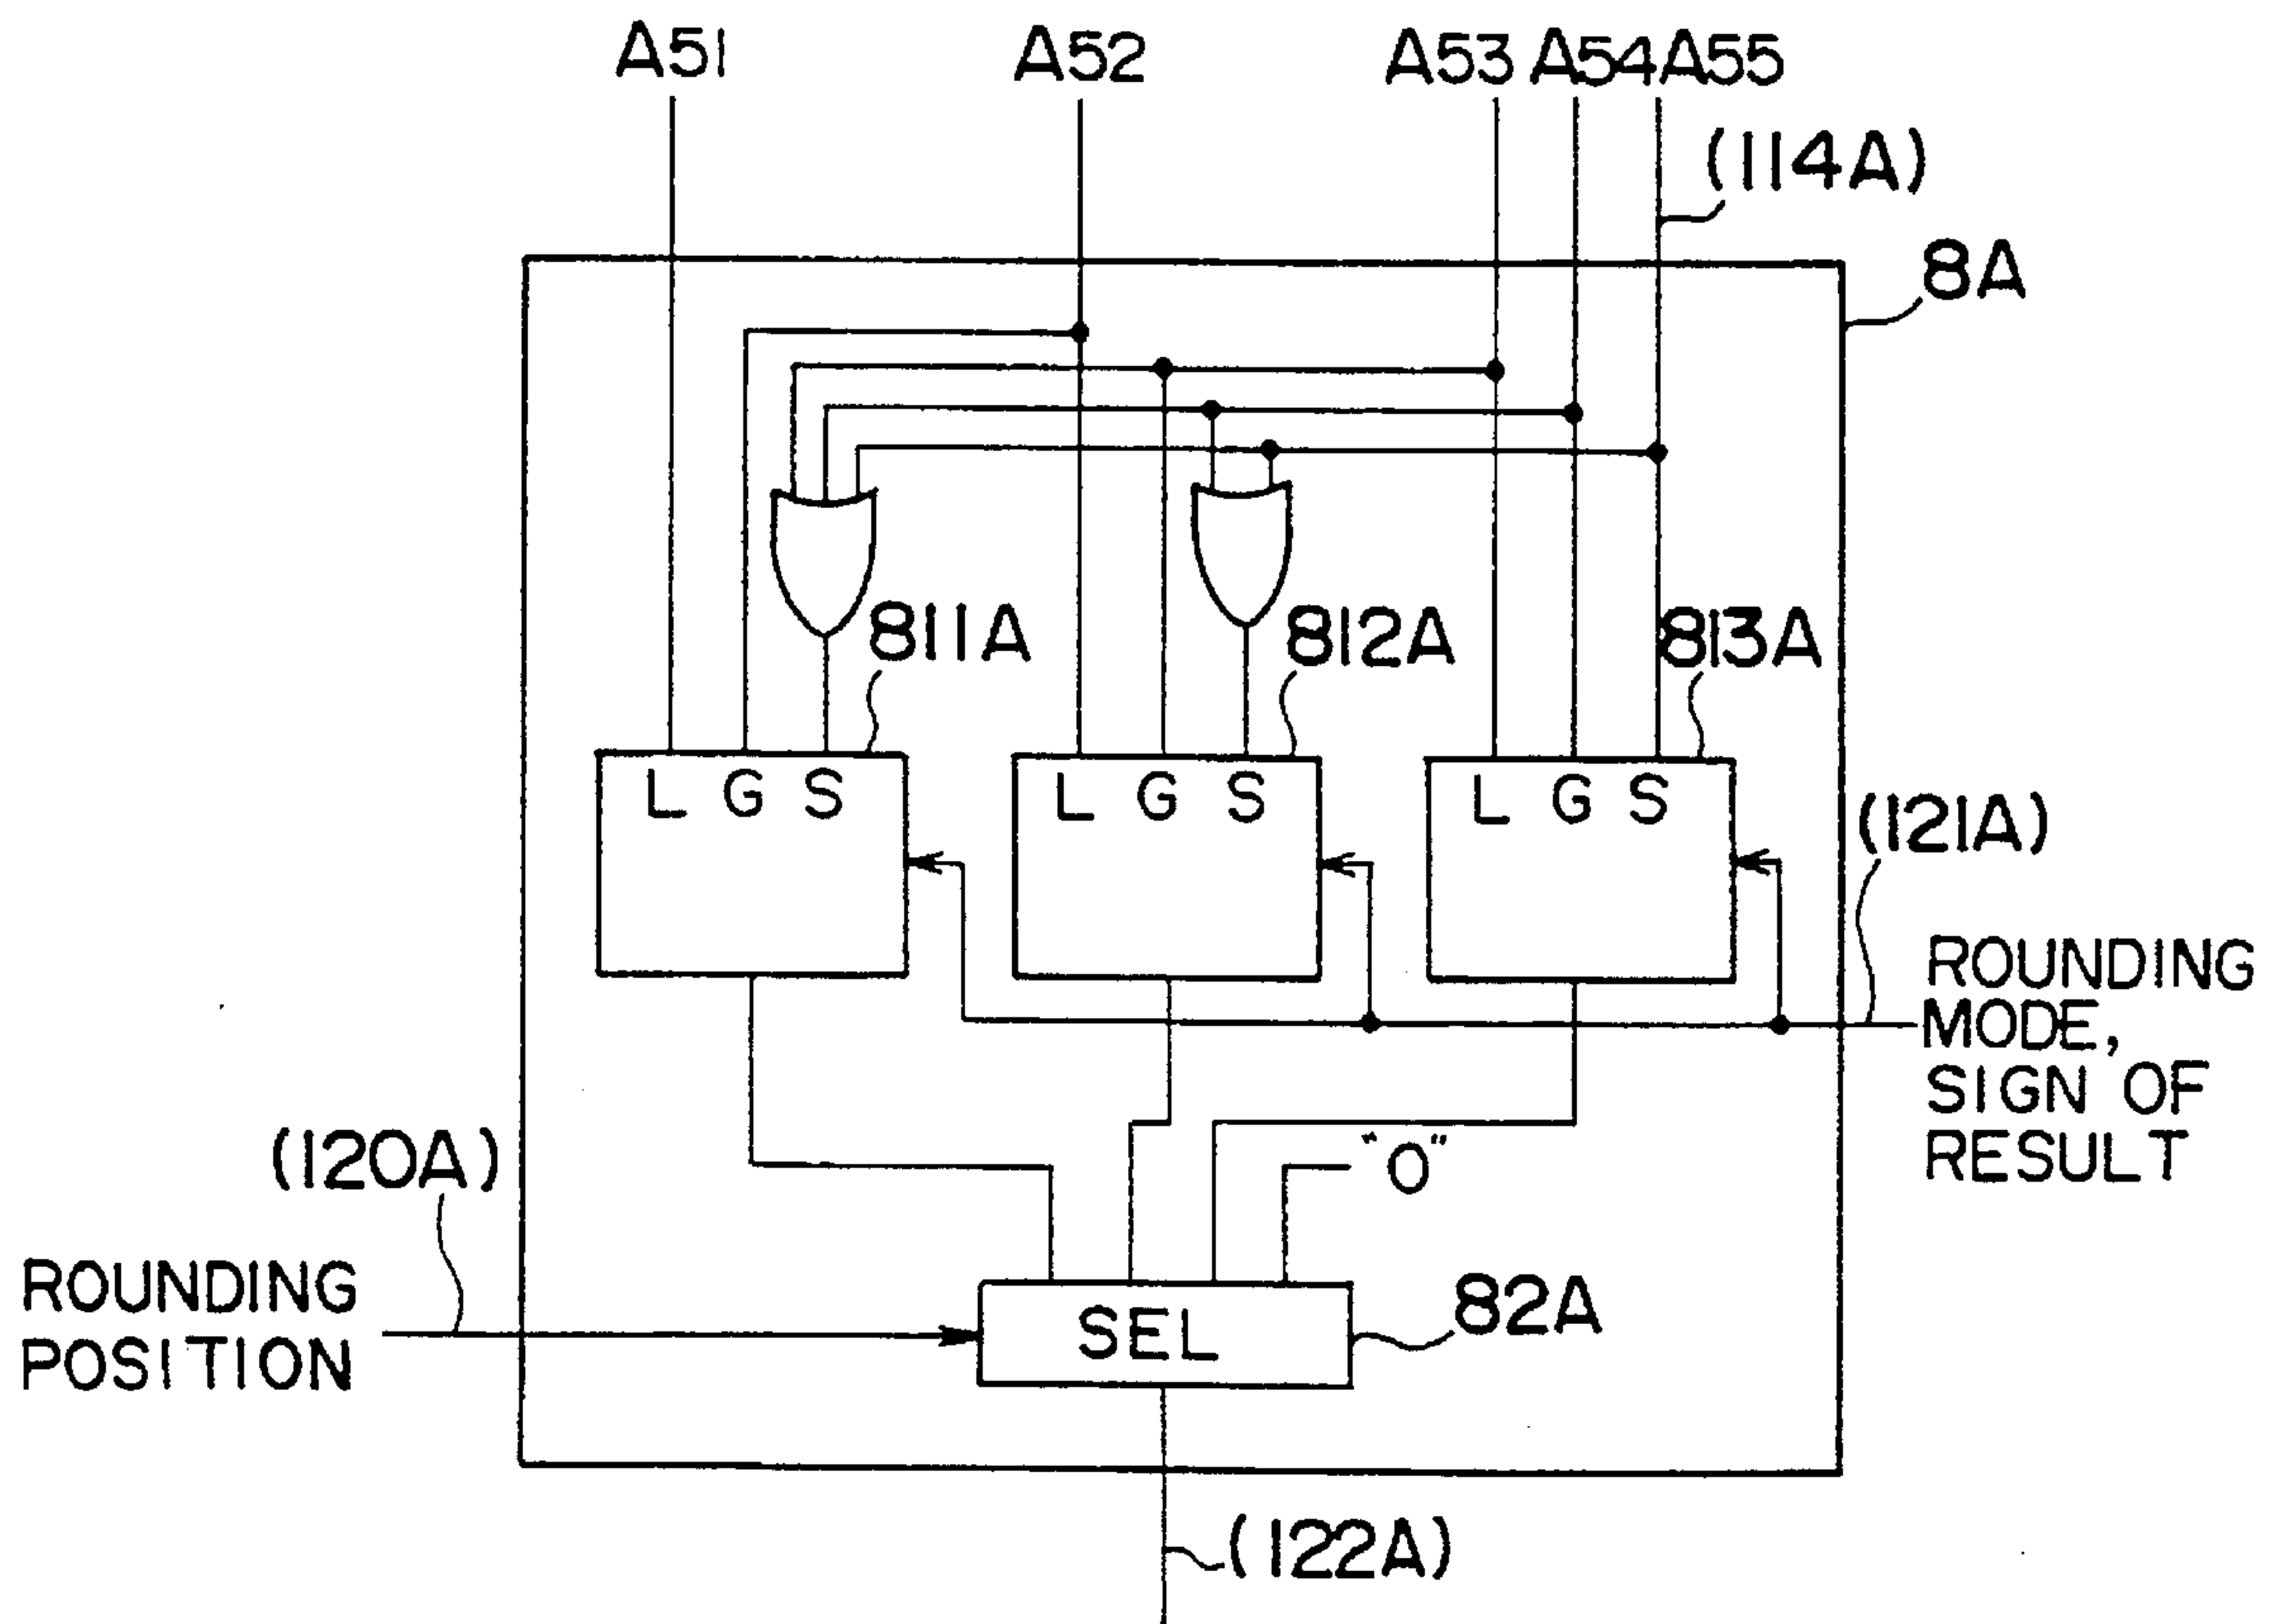 A51
A52
A53
A54
A55
(114A)
8A
811A
812A
813A
L G S
L G S
L G S
(121A)
ROUNDING
MODE,
SIGN OF
RESULT
(120A)
"0"
ROUNDING
POSITION
SEL
82A
(122A)